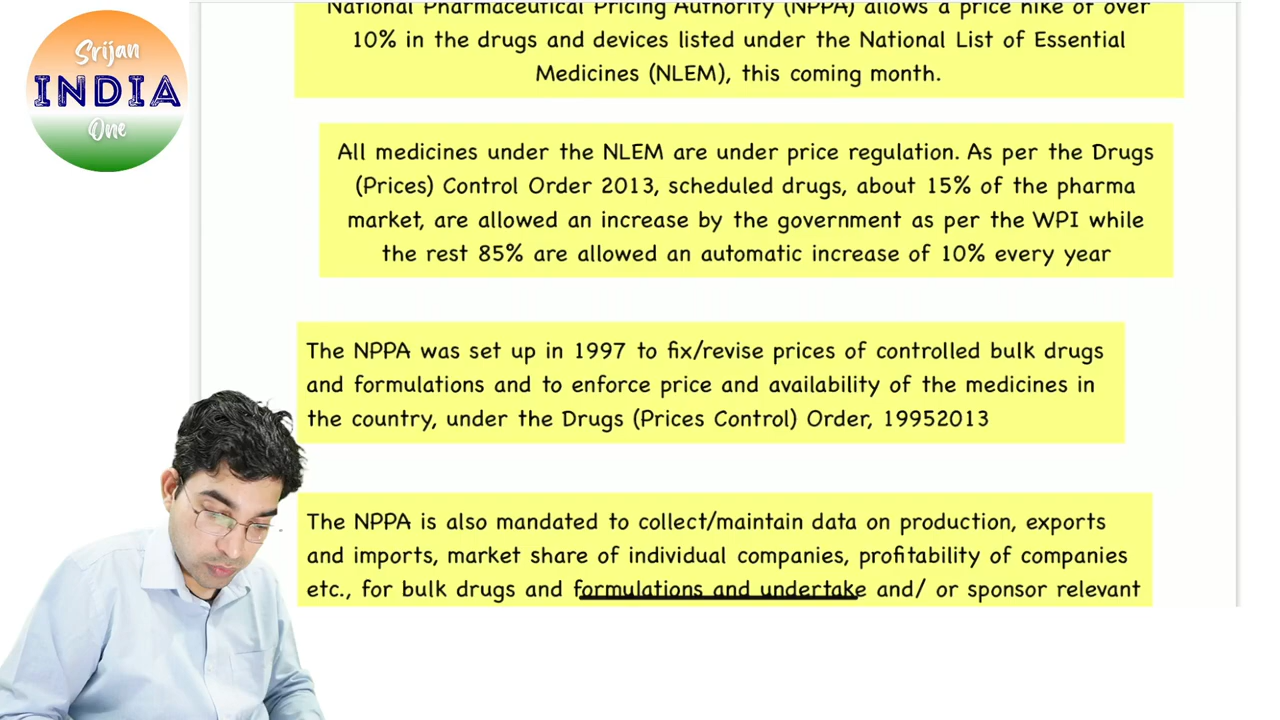 Srijan
INDIA
One
National Pharmaceutical Pricing Authority (NPPA) allows a price hike of over
10% in the drugs and devices listed under the National List of Essential
Medicines (NLEM), this coming month.
All medicines under the NLEM are under price regulation. As per the Drugs
(Prices) Control Order 2013, scheduled drugs, about 15% of the pharma
market, are allowed an increase by the government as per the WPI while
the rest 85% are allowed an automatic increase of 10% every year
The NPPA was set up in 1997 to fix/revise prices of controlled bulk drugs
and formulations and to enforce price and availability of the medicines in
the country, under the Drugs (Prices Control) Order, 19952013
The NPPA is also mandated to collect/maintain data on production, exports
and imports, market share of individual companies, profitability of companies
etc., for bulk drugs and formulations and undertake and/ or sponsor relevant